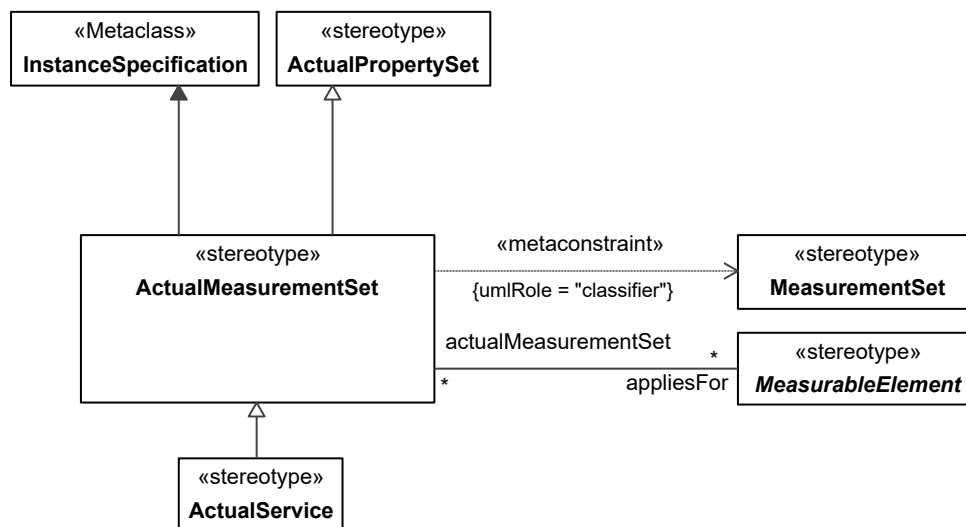 «Metaclass»
InstanceSpecification
«stereotype»
ActualPropertySet
«stereotype»
ActualMeasurementSet
«metaconstraint»
{umlRole = "classifier"}
«stereotype»
MeasurementSet
actualMeasurementSet
*
*
appliesFor
«stereotype»
MeasurableElement
«stereotype»
ActualService